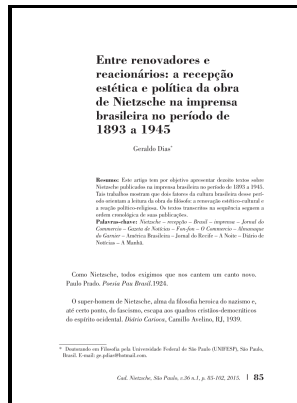 Entre renovadores e
reacionários: a recepção
estética e política da obra
de Nietzsche na imprensa
brasileira no período de
1893 a 1945
Geraldo Dias*
Resumo: Este artigo tem por objetivo apresentar dezoito textos sobre
Nietzsche publicados na imprensa brasileira no período de 1893 a 1945.
Tais trabalhos mostram que dois fatores da cultura brasileira desse perí-
odo orientam a leitura da obra do filósofo: a renovação estético-cultural e
a reação político-religiosa. Os textos transcritos na sequência seguem a
ordem cronológica de suas publicações.
Palavras-chave: Nietzsche - recepção - Brasil - imprensa - Jornal do
Commercio - Gazeta de Notícias - Fon-fon - O Commercio - Almanaque
do Garnier - América Brasileira - Jornal do Recife - A Noite - Diário de
Notícias - A Manhã.
Como Nietzsche, todos exigimos que nos cantem um canto novo.
Paulo Prado. Poesia Pau Brasil.1924.
O super-homem de Nietzsche, alma da filosofia heroica do nazismo e,
até certo ponto, do fascismo, escapa aos quadros cristãos-democráticos
do espírito ocidental. Diário Carioca, Camillo Avelino, RJ, 1939.
* Doutorando em Filosofia pela Universidade Federal de São Paulo (UNIFESP), São Paulo,
Brasil. E-mail: ge.pdias@hotmail.com.
Cad. Nietzsche, São Paulo, v.36 n.1, p. 85-102, 2015. | 85